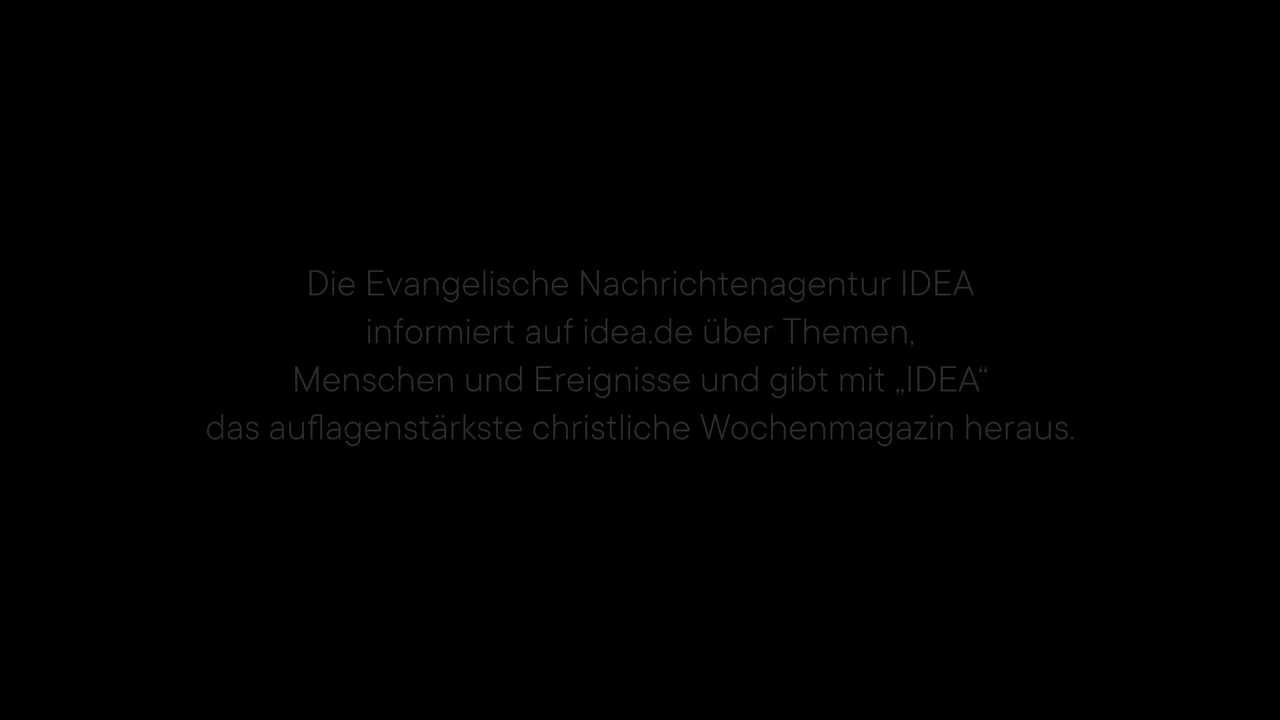 Die Evangelische Nachrichtenagentur IDEA
informiert auf idea.de über Themen,
Menschen und Ereignisse und gibt mit „IDEA“
das auflagenstärkste christliche Wochenmagazin heraus.